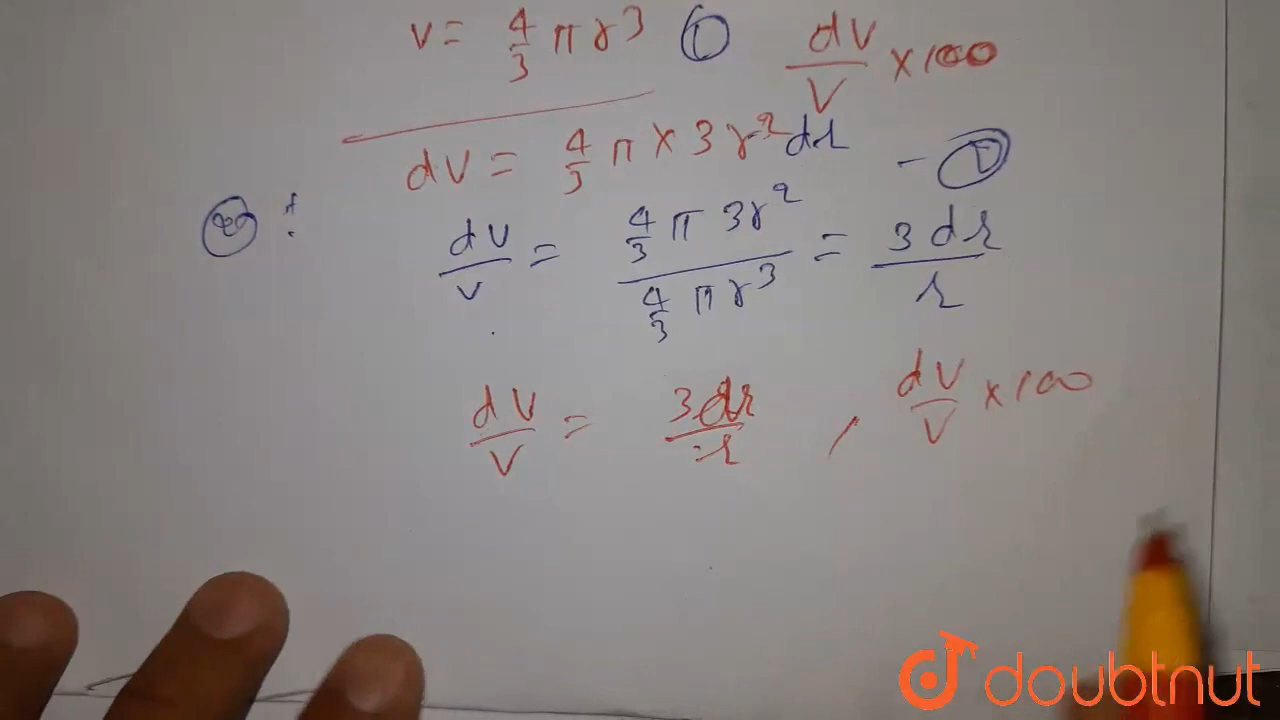 v = 4/3 π r3 ① dV/V × 100
dV = 4/3 π × 3 r2 dr -
:
dV/V = 4/3 π 3r2 / 4/3 π r3 = 3 dr/r
dV/V = 3dr/r , dV/V × 100
doubtnut